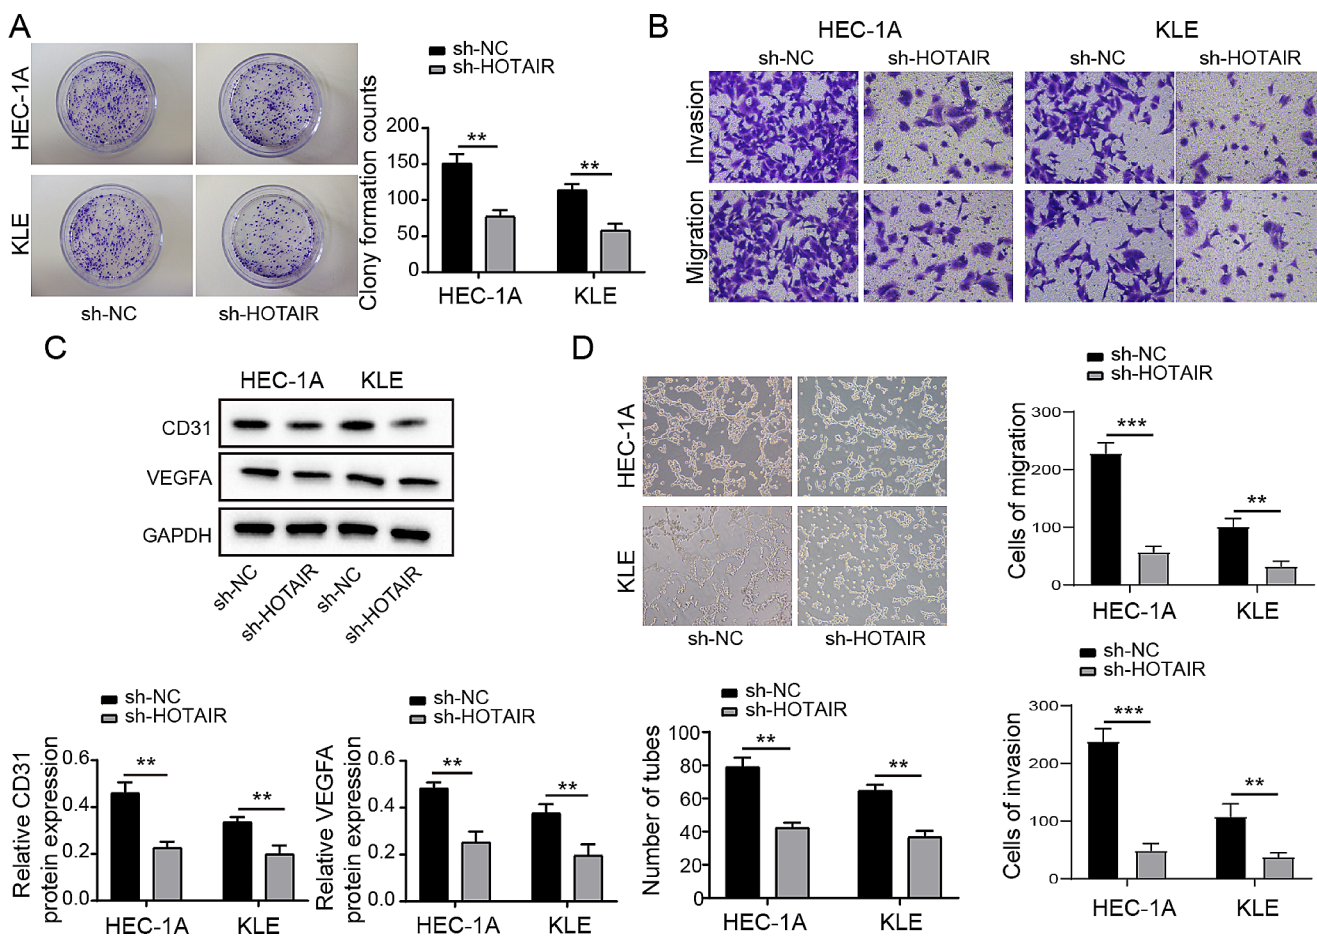 A
HEC-1A
KLE
sh-NC
sh-HOTAIR
sh-NC
sh-HOTAIR
Clony formation counts
200
150
100
50
0
**
**
HEC-1A
KLE
B
HEC-1A
KLE
sh-NC
sh-HOTAIR
sh-NC
sh-HOTAIR
Invasion
Migration
C
HEC-1A
KLE
CD31
VEGFA
GAPDH
sh-NC
sh-HOTAIR
sh-NC
sh-HOTAIR
sh-NC
sh-HOTAIR
Relative CD31
protein expression
0.6
0.4
0.2
0.0
**
**
HEC-1A
KLE
sh-NC
sh-HOTAIR
Relative VEGFA
protein expression
0.6
0.4
0.2
0.0
**
**
HEC-1A
KLE
D
HEC-1A
KLE
sh-NC
sh-HOTAIR
sh-NC
sh-HOTAIR
Number of tubes
100
80
60
40
20
0
**
**
HEC-1A
KLE
sh-NC
sh-HOTAIR
Cells of migration
300
200
100
0
***
**
HEC-1A
KLE
sh-NC
sh-HOTAIR
Cells of invasion
300
200
100
0
***
**
HEC-1A
KLE